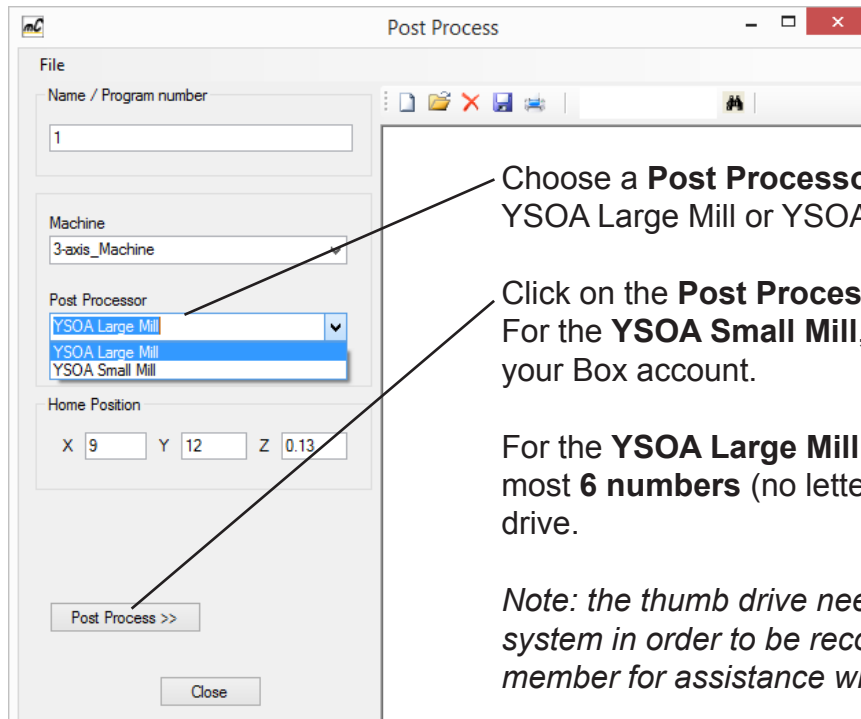 mC
Post Process
File
Name / Program number
1
Machine
3-axis_Machine
Post Processor
YSOA Large Mill
YSOA Large Mill
YSOA Small Mill
Home Position
X 9 Y 12 Z 0.13
Post Process >>
Close
Choose a Post Processo
YSOA Large Mill or YSOA
Click on the Post Proces
For the YSOA Small Mill,
your Box account.
For the YSOA Large Mill
most 6 numbers (no lette
drive.
Note: the thumb drive nee
system in order to be reco
member for assistance wi